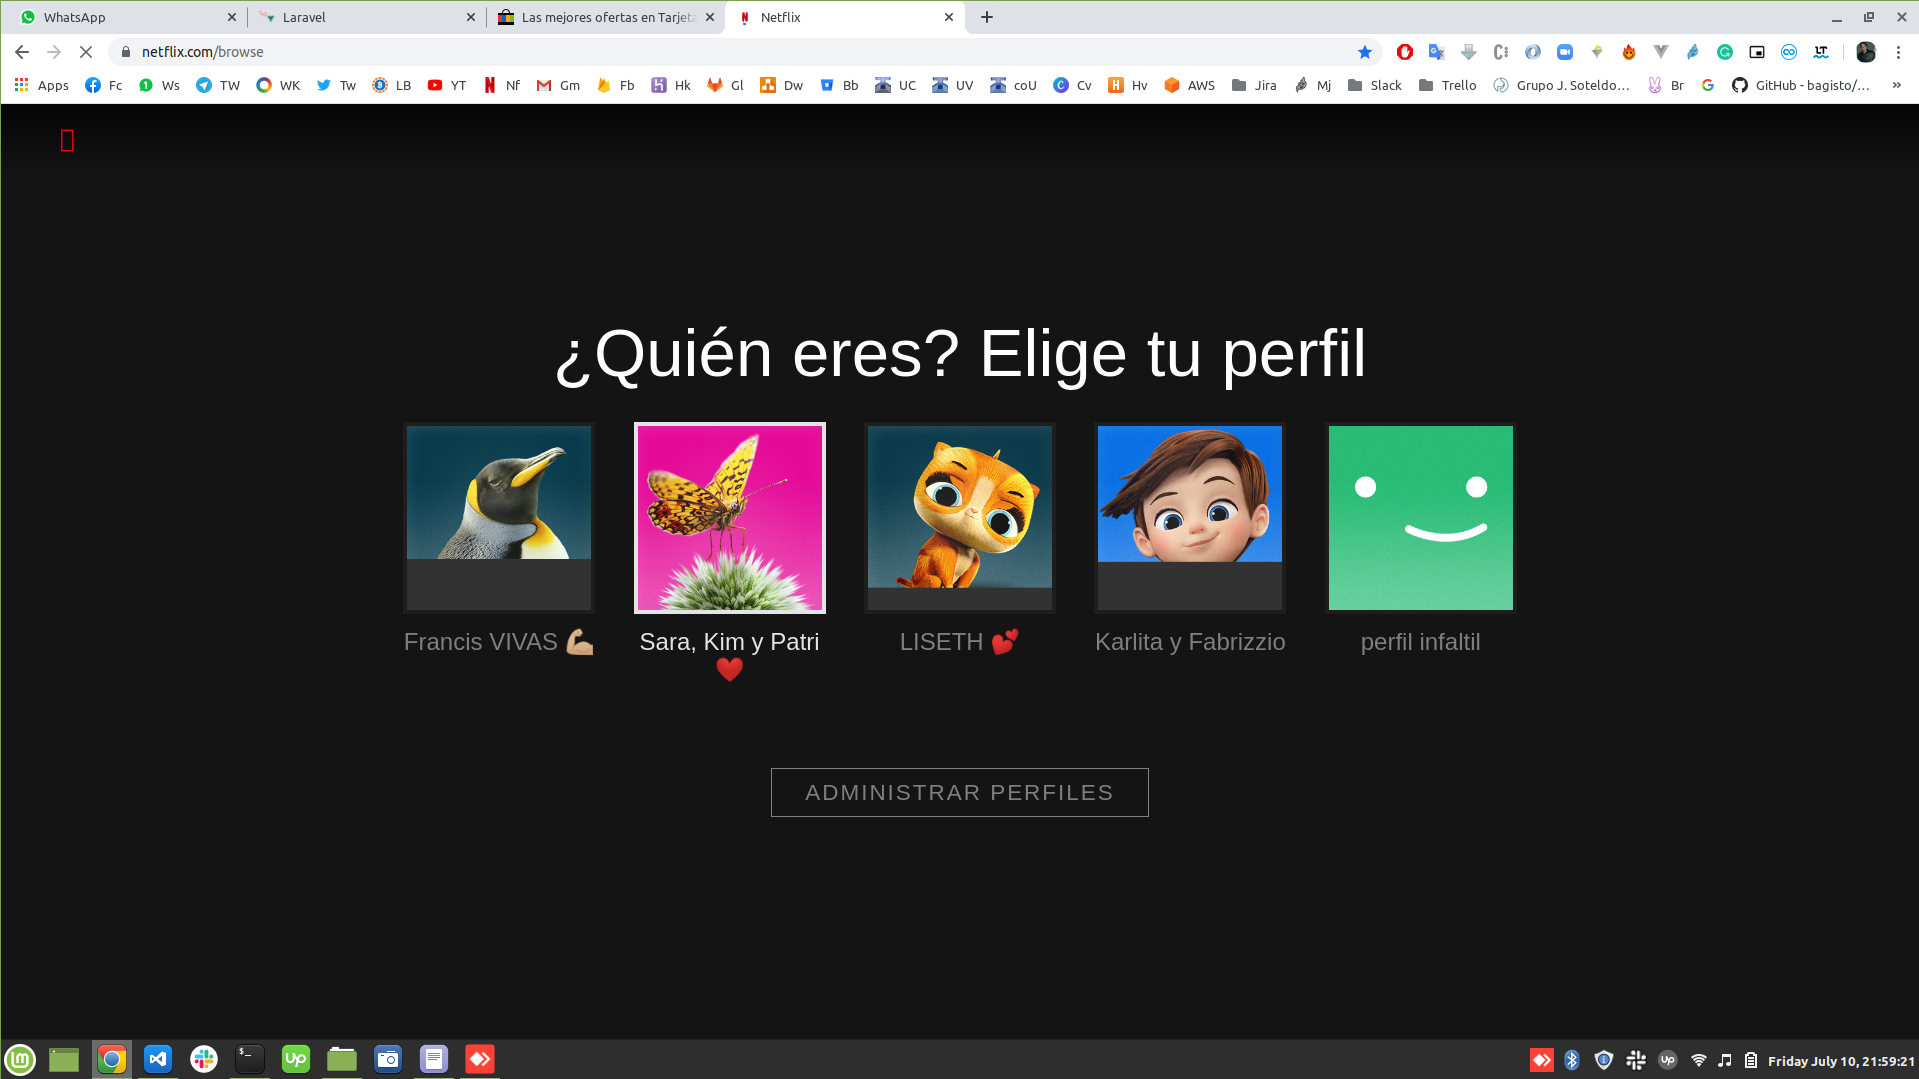 WhatsApp
Laravel
Las mejores ofertas en Tarjeta
Netflix
netflix.com/browse
Apps Fc Ws TW WK Tw LB YT Nf Gm Fb Hk Gl Dw Bb UC UV coU Cv Hv AWS Jira Mj Slack Trello Grupo J. Soteldo... Br GitHub - bagisto/... »
¿Quién eres? Elige tu perfil
Francis VIVAS 💪🏼
Sara, Kim y Patri
❤️
LISETH 💕
Karlita y Fabrizzio
perfil infaltil
ADMINISTRAR PERFILES
Friday July 10, 21:59:21